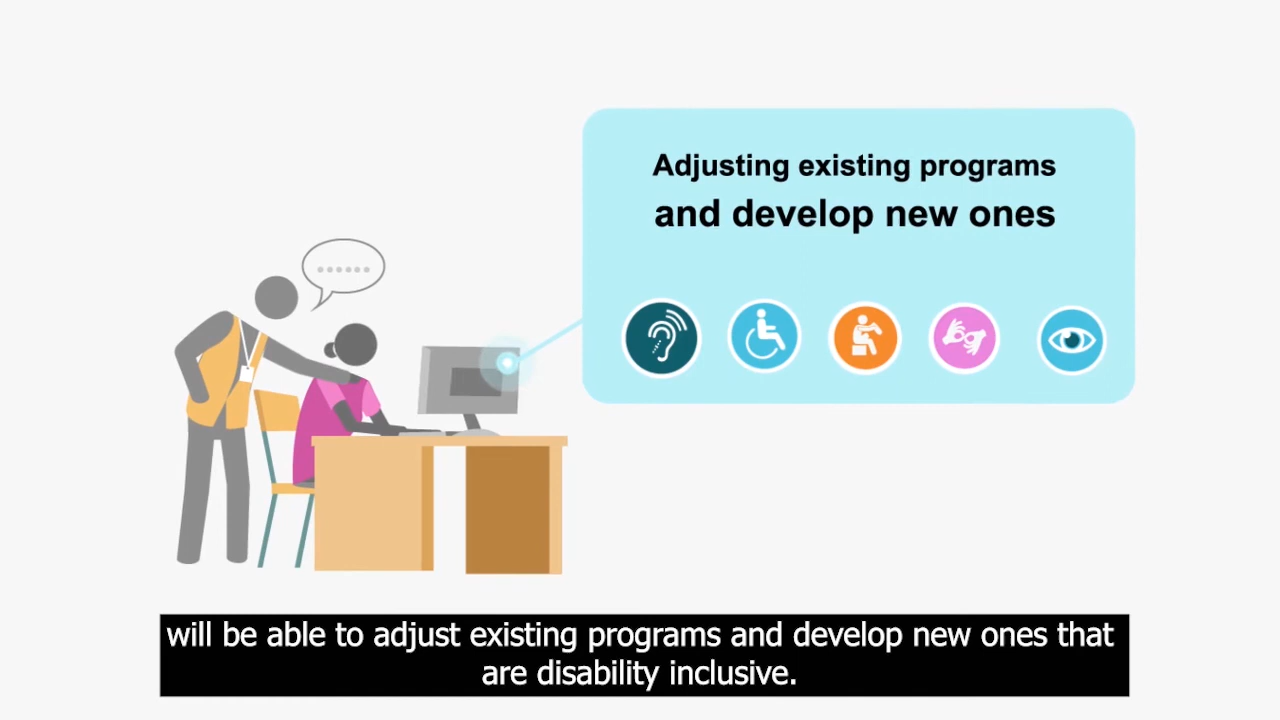 Adjusting existing programs
and develop new ones
will be able to adjust existing programs and develop new ones that
are disability inclusive.